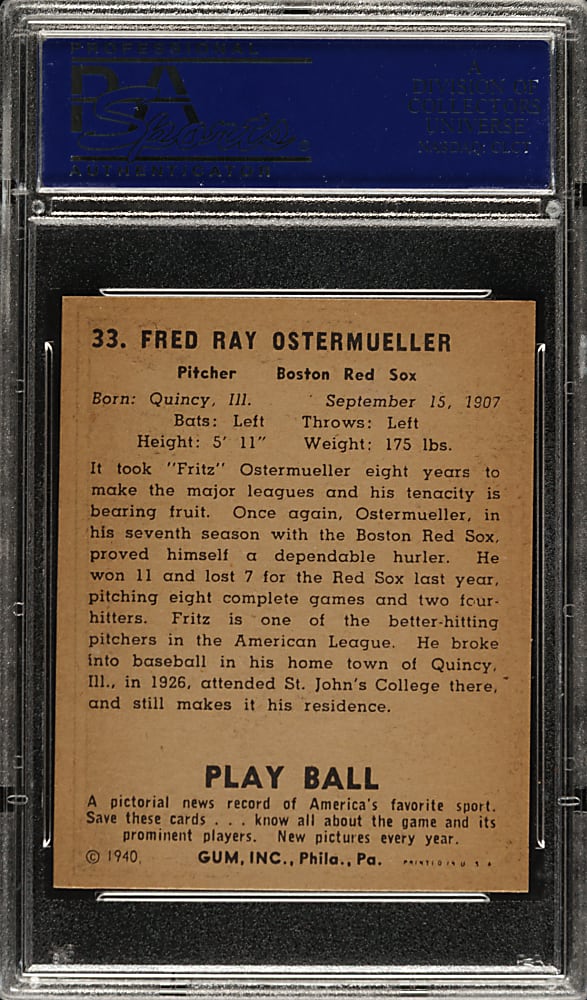 PROFESSIONAL
PSA
AUTHENTICATOR
A
DIVISION OF
COLLECTORS
UNIVERSE
NASDAQ: CLCT
33. FRED RAY OSTERMUELLER
Pitcher Boston Red Sox
Born: Quincy, Ill. September 15, 1907
Bats: Left Throws: Left
Height: 5' 11" Weight: 175 lbs.
It took "Fritz" Ostermueller eight years to
make the major leagues and his tenacity is
bearing fruit. Once again, Ostermueller, in
his seventh season with the Boston Red Sox,
proved himself a dependable hurler. He
won 11 and lost 7 for the Red Sox last year,
pitching eight complete games and two four-
hitters. Fritz is one of the better-hitting
pitchers in the American League. He broke
into baseball in his home town of Quincy,
Ill., in 1926, attended St. John's College there,
and still makes it his residence.
PLAY BALL
A pictorial news record of America's favorite sport.
Save these cards . . . know all about the game and its
prominent players. New pictures every year.
© 1940, GUM, INC., Phila., Pa. PRINTED IN U.S.A.